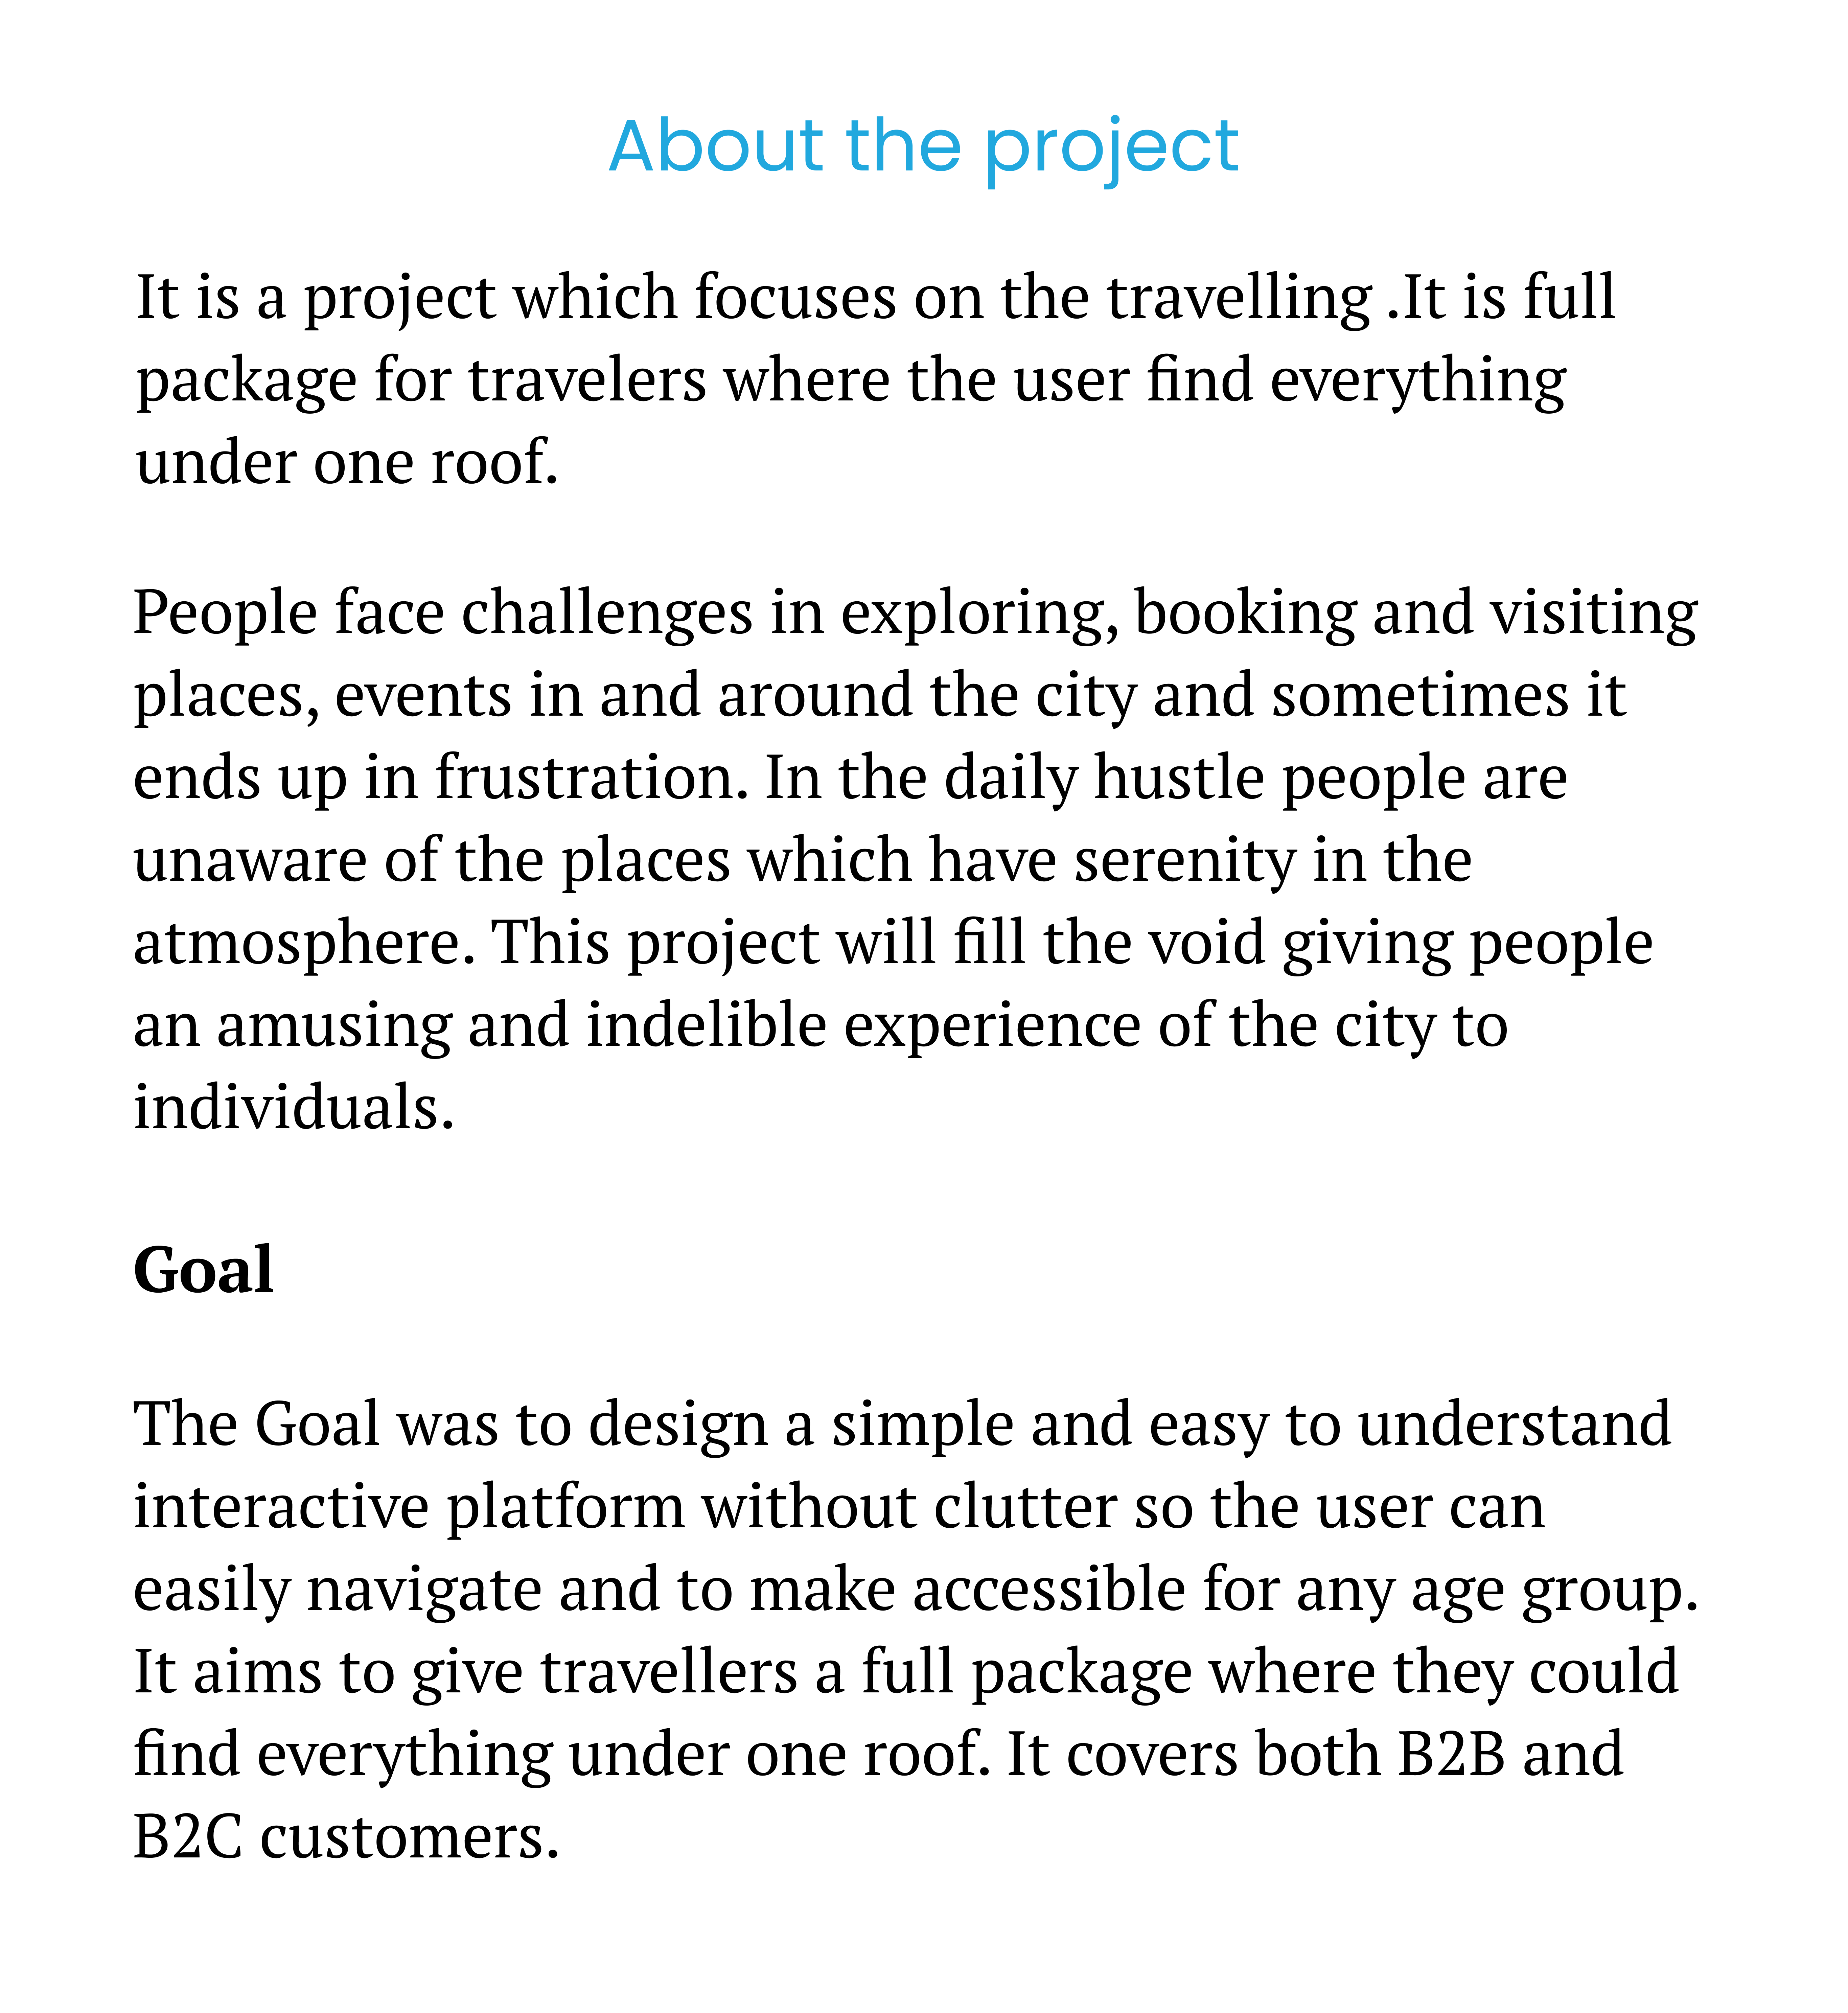 About the project
It is a project which focuses on the travelling .It is full
package for travelers where the user find everything
under one roof.
People face challenges in exploring, booking and visiting
places, events in and around the city and sometimes it
ends up in frustration. In the daily hustle people are
unaware of the places which have serenity in the
atmosphere. This project will fill the void giving people
an amusing and indelible experience of the city to
individuals.
Goal
The Goal was to design a simple and easy to understand
interactive platform without clutter so the user can
easily navigate and to make accessible for any age group.
It aims to give travellers a full package where they could
find everything under one roof. It covers both B2B and
B2C customers.